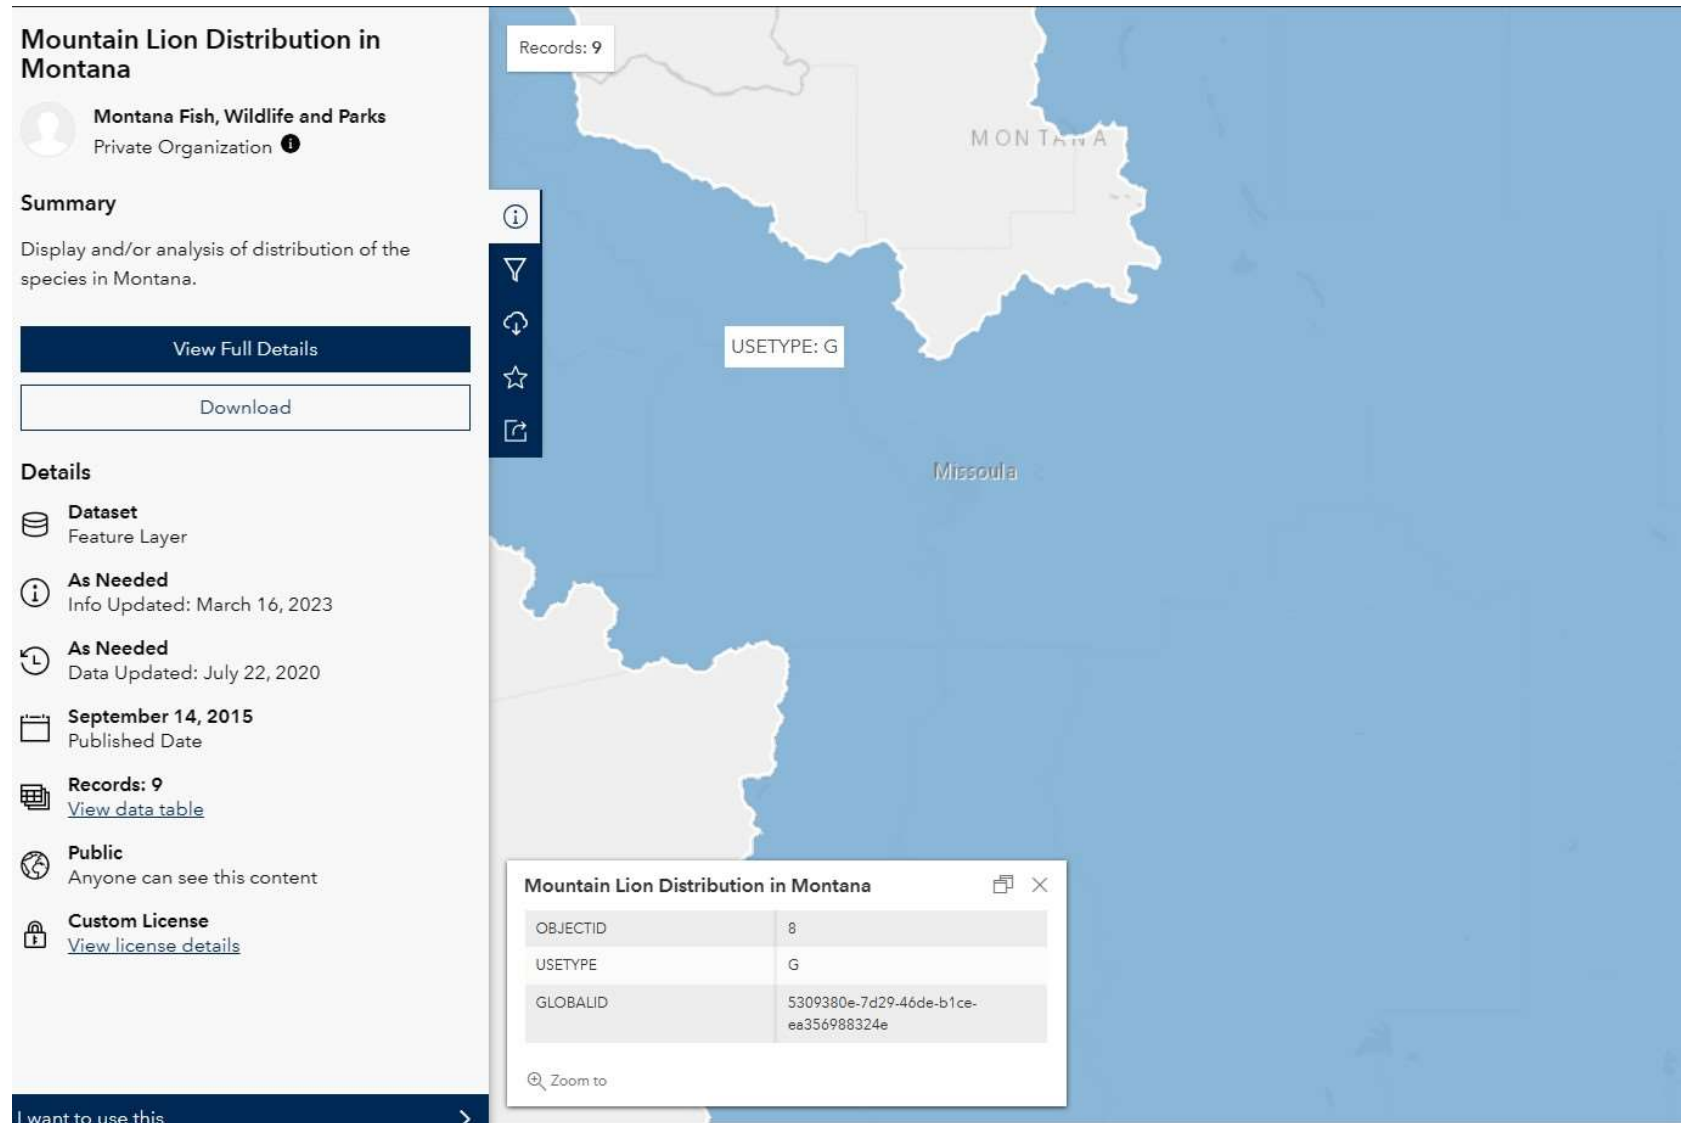 Mountain Lion Distribution in
Montana
Montana Fish, Wildlife and Parks
Private Organization
Summary
Display and/or analysis of distribution of the
species in Montana.
View Full Details
Download
Details
Dataset
Feature Layer
As Needed
Info Updated: March 16, 2023
As Needed
Data Updated: July 22, 2020
September 14, 2015
Published Date
Records: 9
View data table
Public
Anyone can see this content
Custom License
View license details
I want to use this
Records: 9
MONTANA
USETYPE: G
Missoula
Mountain Lion Distribution in Montana
OBJECTID 8
USETYPE G
GLOBALID 5309380e-7d29-46de-b1ce-
ea356988324e
Zoom to